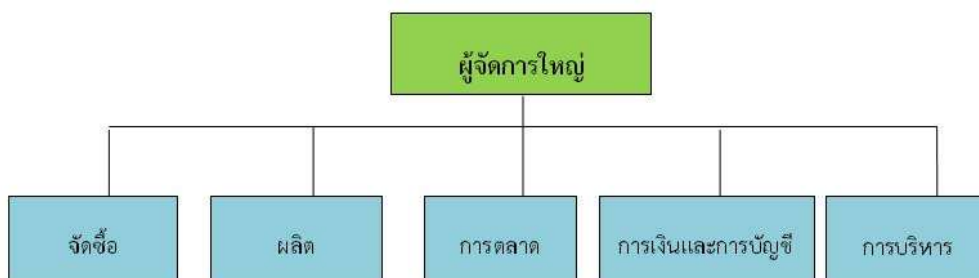 ผู้จัดการใหญ่
จัดซื้อ
ผลิต
การตลาด
การเงินและการบัญชี
การบริหาร